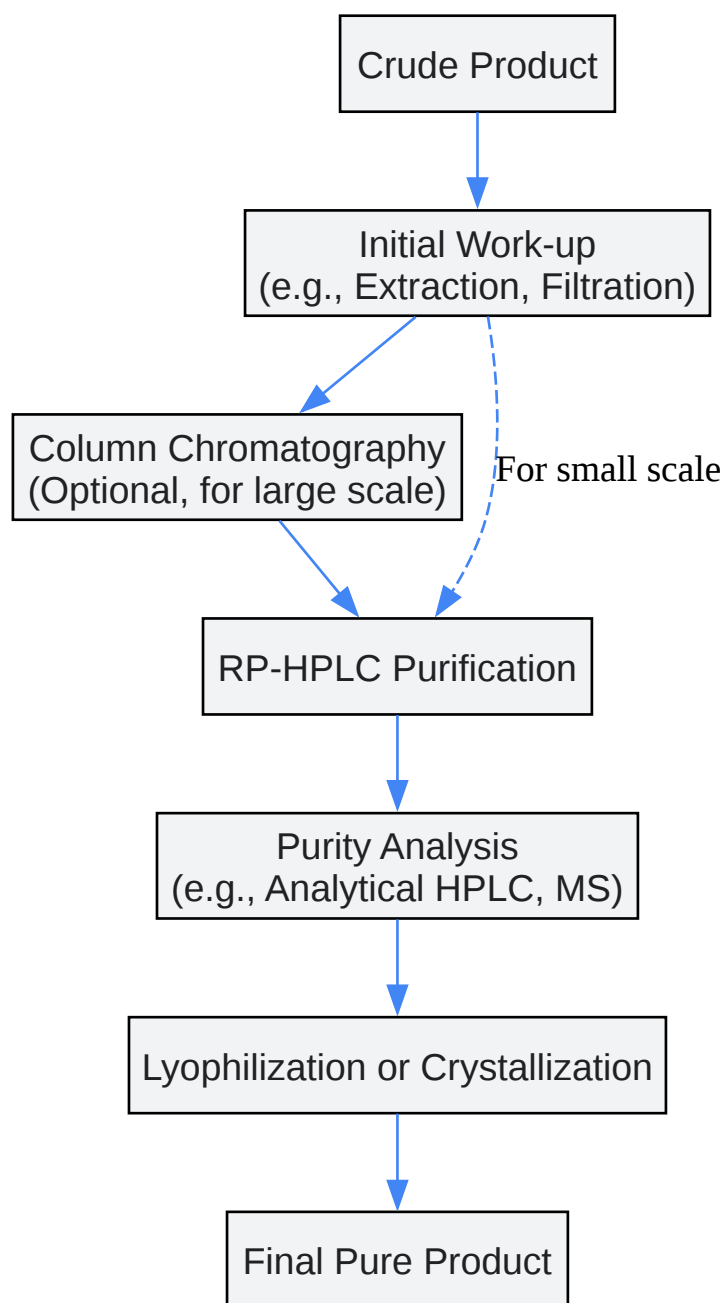 Crude Product
Initial Work-up
(e.g., Extraction, Filtration)
Column Chromatography
(Optional, for large scale)
For small scale
RP-HPLC Purification
Purity Analysis
(e.g., Analytical HPLC, MS)
Lyophilization or Crystallization
Final Pure Product